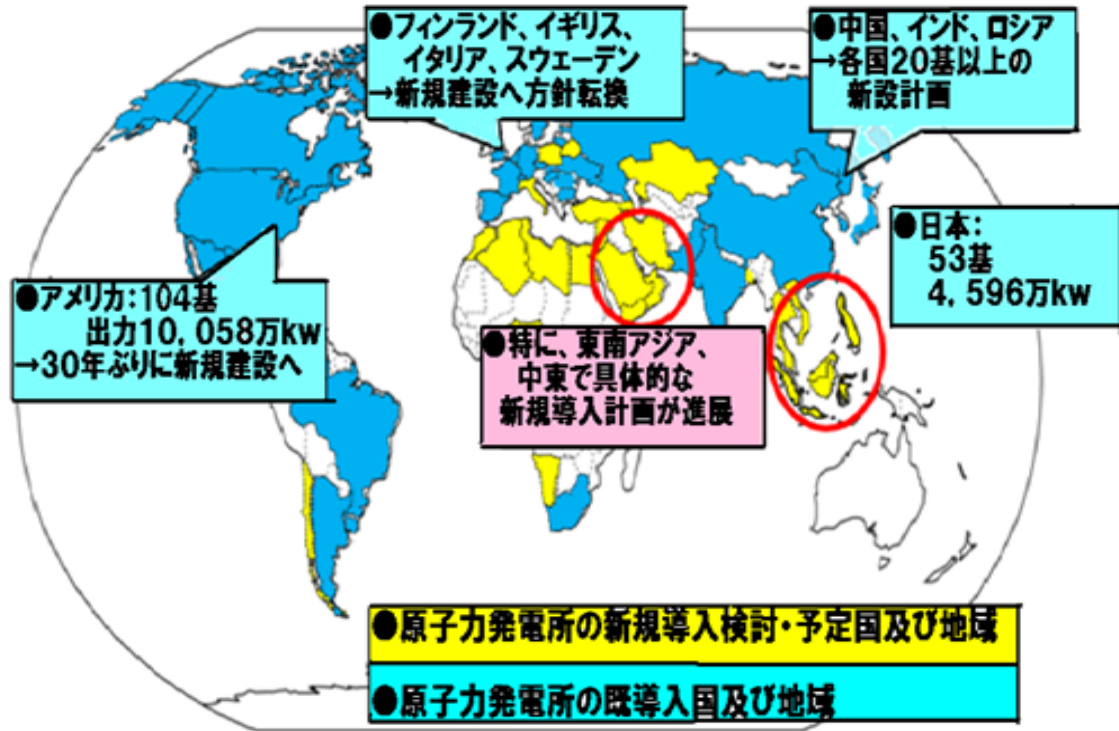 ●フィンランド、イギリス、
イタリア、スウェーデン
→新規建設へ方針転換
●中国、インド、ロシア
→各国20基以上の
新設計画
●日本:
53基
4,596万kw
●アメリカ:104基
出力10,058万kw
→30年ぶりに新規建設へ
●特に、東南アジア、
中東で具体的な
新規導入計画が進展
●原子力発電所の新規導入検討・予定国及び地域
●原子力発電所の既導入国及び地域